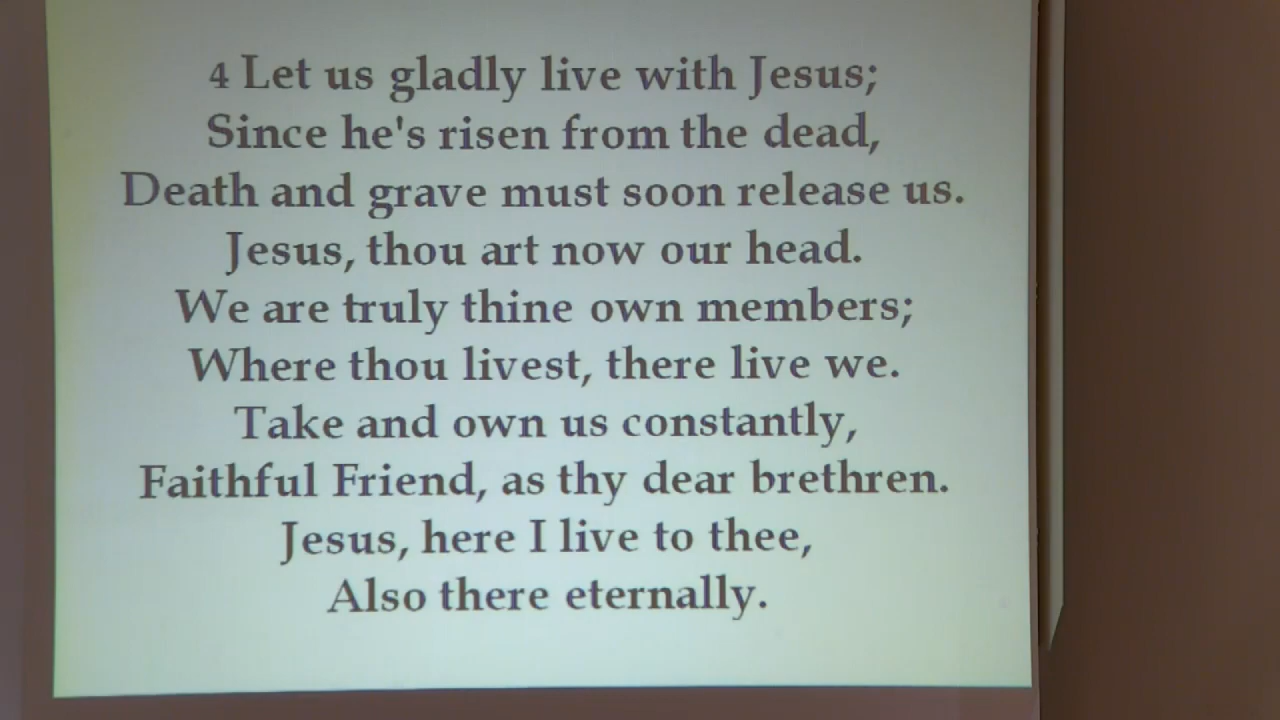 4 Let us gladly live with Jesus;
Since he's risen from the dead,
Death and grave must soon release us.
Jesus, thou art now our head.
We are truly thine own members;
Where thou livest, there live we.
Take and own us constantly,
Faithful Friend, as thy dear brethren.
Jesus, here I live to thee,
Also there eternally.